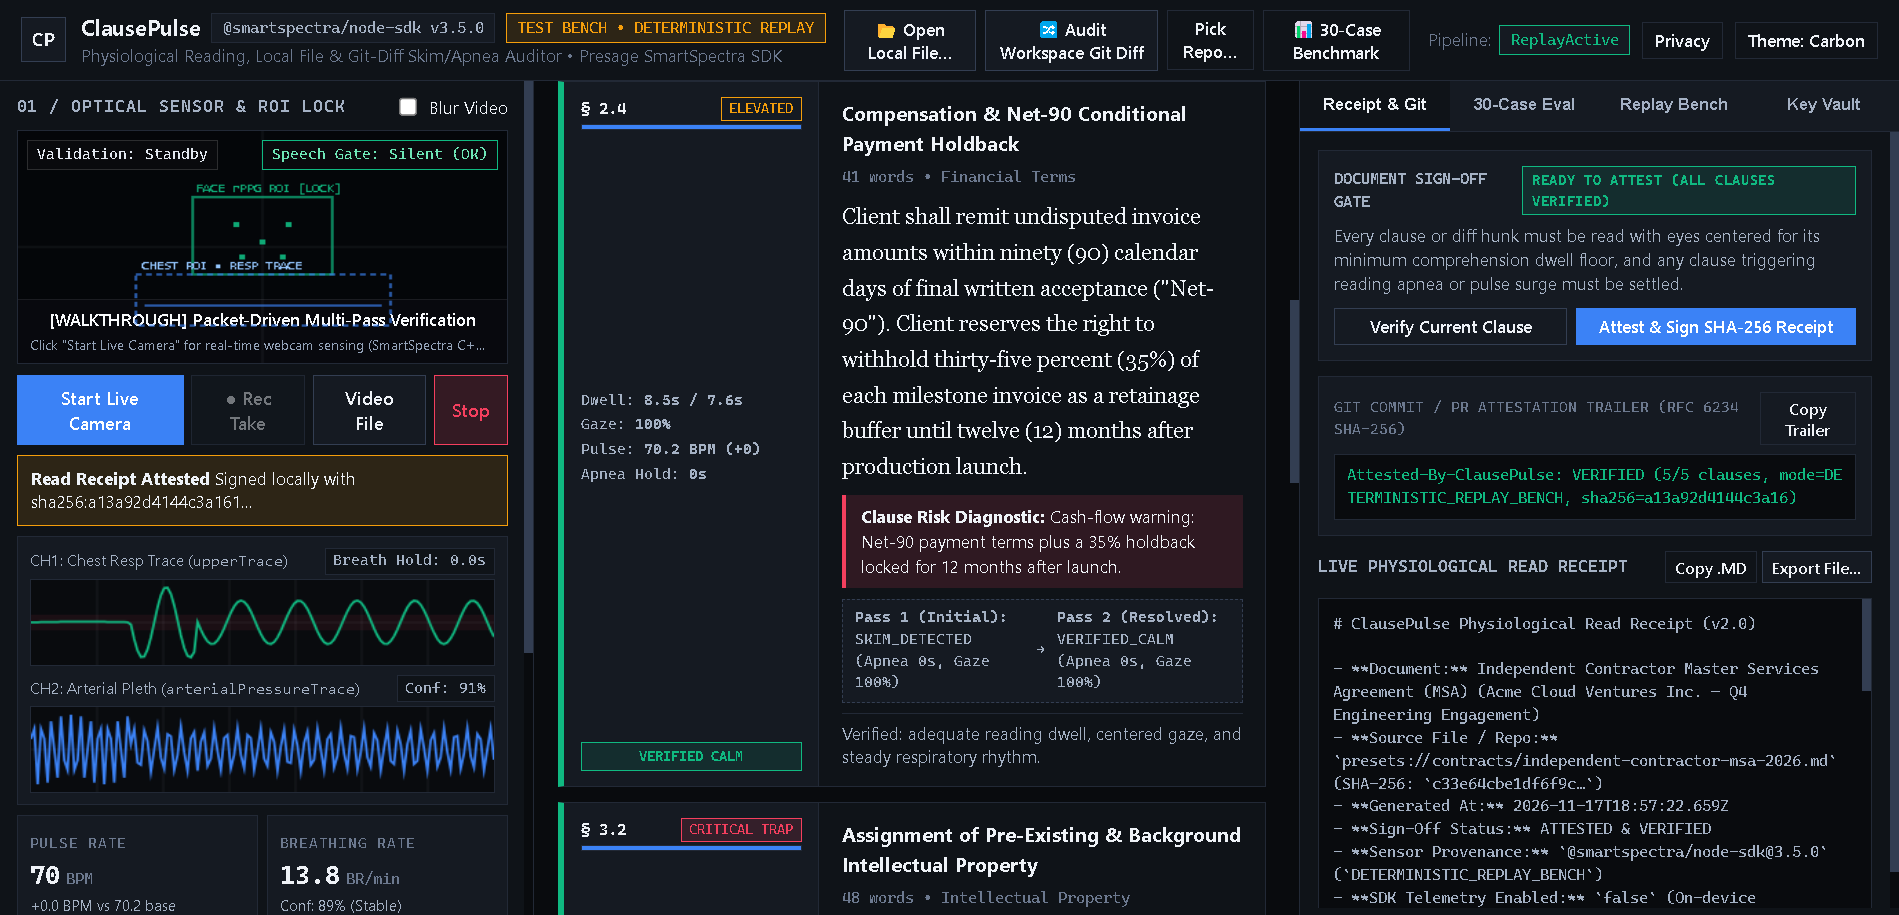 CP
ClausePulse
@smartspectra/node-sdk v3.5.0
TEST BENCH • DETERMINISTIC REPLAY
Physiological Reading, Local File & Git-Diff Skim/Apnea Auditor • Presage SmartSpectra SDK
Open
Local File...
Audit
Workspace Git Diff
Pick
Repo...
30-Case
Benchmark
Pipeline:
ReplayActive
Privacy
Theme: Carbon
01 / OPTICAL SENSOR & ROI LOCK
Blur Video
Validation: Standby
Speech Gate: Silent (OK)
FACE rPPG ROI [LOCK]
CHEST ROI • RESP TRACE
[WALKTHROUGH] Packet-Driven Multi-Pass Verification
Click "Start Live Camera" for real-time webcam sensing (SmartSpectra C+...
Start Live
Camera
● Rec
Take
Video
File
Stop
Read Receipt Attested Signed locally with
sha256:a13a92d4144c3a161...
CH1: Chest Resp Trace (upperTrace)
Breath Hold: 0.0s
CH2: Arterial Pleth (arterialPressureTrace)
Conf: 91%
PULSE RATE
70 BPM
+0.0 BPM vs 70.2 base
BREATHING RATE
13.8 BR/min
Conf: 89% (Stable)
§ 2.4
ELEVATED
Dwell: 8.5s / 7.6s
Gaze: 100%
Pulse: 70.2 BPM (+0)
Apnea Hold: 0s
VERIFIED CALM
Compensation & Net-90 Conditional
Payment Holdback
41 words • Financial Terms
Client shall remit undisputed invoice
amounts within ninety (90) calendar
days of final written acceptance ("Net-
90"). Client reserves the right to
withhold thirty-five percent (35%) of
each milestone invoice as a retainage
buffer until twelve (12) months after
production launch.
Clause Risk Diagnostic: Cash-flow warning:
Net-90 payment terms plus a 35% holdback
locked for 12 months after launch.
Pass 1 (Initial):
SKIM_DETECTED
(Apnea 0s, Gaze
100%)
→
Pass 2 (Resolved):
VERIFIED_CALM
(Apnea 0s, Gaze
100%)
Verified: adequate reading dwell, centered gaze, and
steady respiratory rhythm.
§ 3.2
CRITICAL TRAP
Assignment of Pre-Existing & Background
Intellectual Property
48 words • Intellectual Property
Receipt & Git
30-Case Eval
Replay Bench
Key Vault
DOCUMENT SIGN-OFF
GATE
READY TO ATTEST (ALL CLAUSES
VERIFIED)
Every clause or diff hunk must be read with eyes centered for its
minimum comprehension dwell floor, and any clause triggering
reading apnea or pulse surge must be settled.
Verify Current Clause
Attest & Sign SHA-256 Receipt
GIT COMMIT / PR ATTESTATION TRAILER (RFC 6234
SHA-256)
Copy
Trailer
Attested-By-ClausePulse: VERIFIED (5/5 clauses, mode=DE
TERMINISTIC_REPLAY_BENCH, sha256=a13a92d4144c3a16)
LIVE PHYSIOLOGICAL READ RECEIPT
Copy .MD
Export File...
# ClausePulse Physiological Read Receipt (v2.0)
- **Document:** Independent Contractor Master Services
Agreement (MSA) (Acme Cloud Ventures Inc. — Q4
Engineering Engagement)
- **Source File / Repo:**
`presets://contracts/independent-contractor-msa-2026.md`
(SHA-256: `c33e64cbe1df6f9c…`)
- **Generated At:** 2026-11-17T18:57:22.659Z
- **Sign-Off Status:** ATTESTED & VERIFIED
- **Sensor Provenance:** `@smartspectra/node-sdk@3.5.0`
(`DETERMINISTIC_REPLAY_BENCH`)
- **SDK Telemetry Enabled:** `false` (On-device